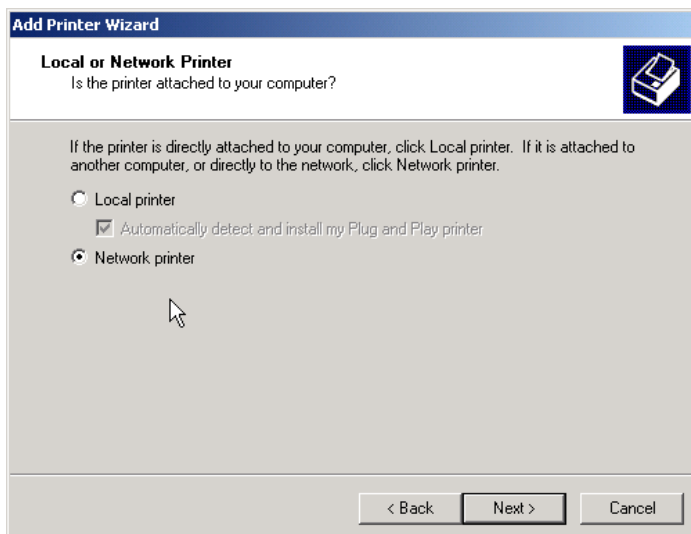 Add Printer Wizard
Local or Network Printer
Is the printer attached to your computer?
If the printer is directly attached to your computer, click Local printer. If it is attached to
another computer, or directly to the network, click Network printer.
Local printer
Automatically detect and install my Plug and Play printer
Network printer
< Back Next > Cancel